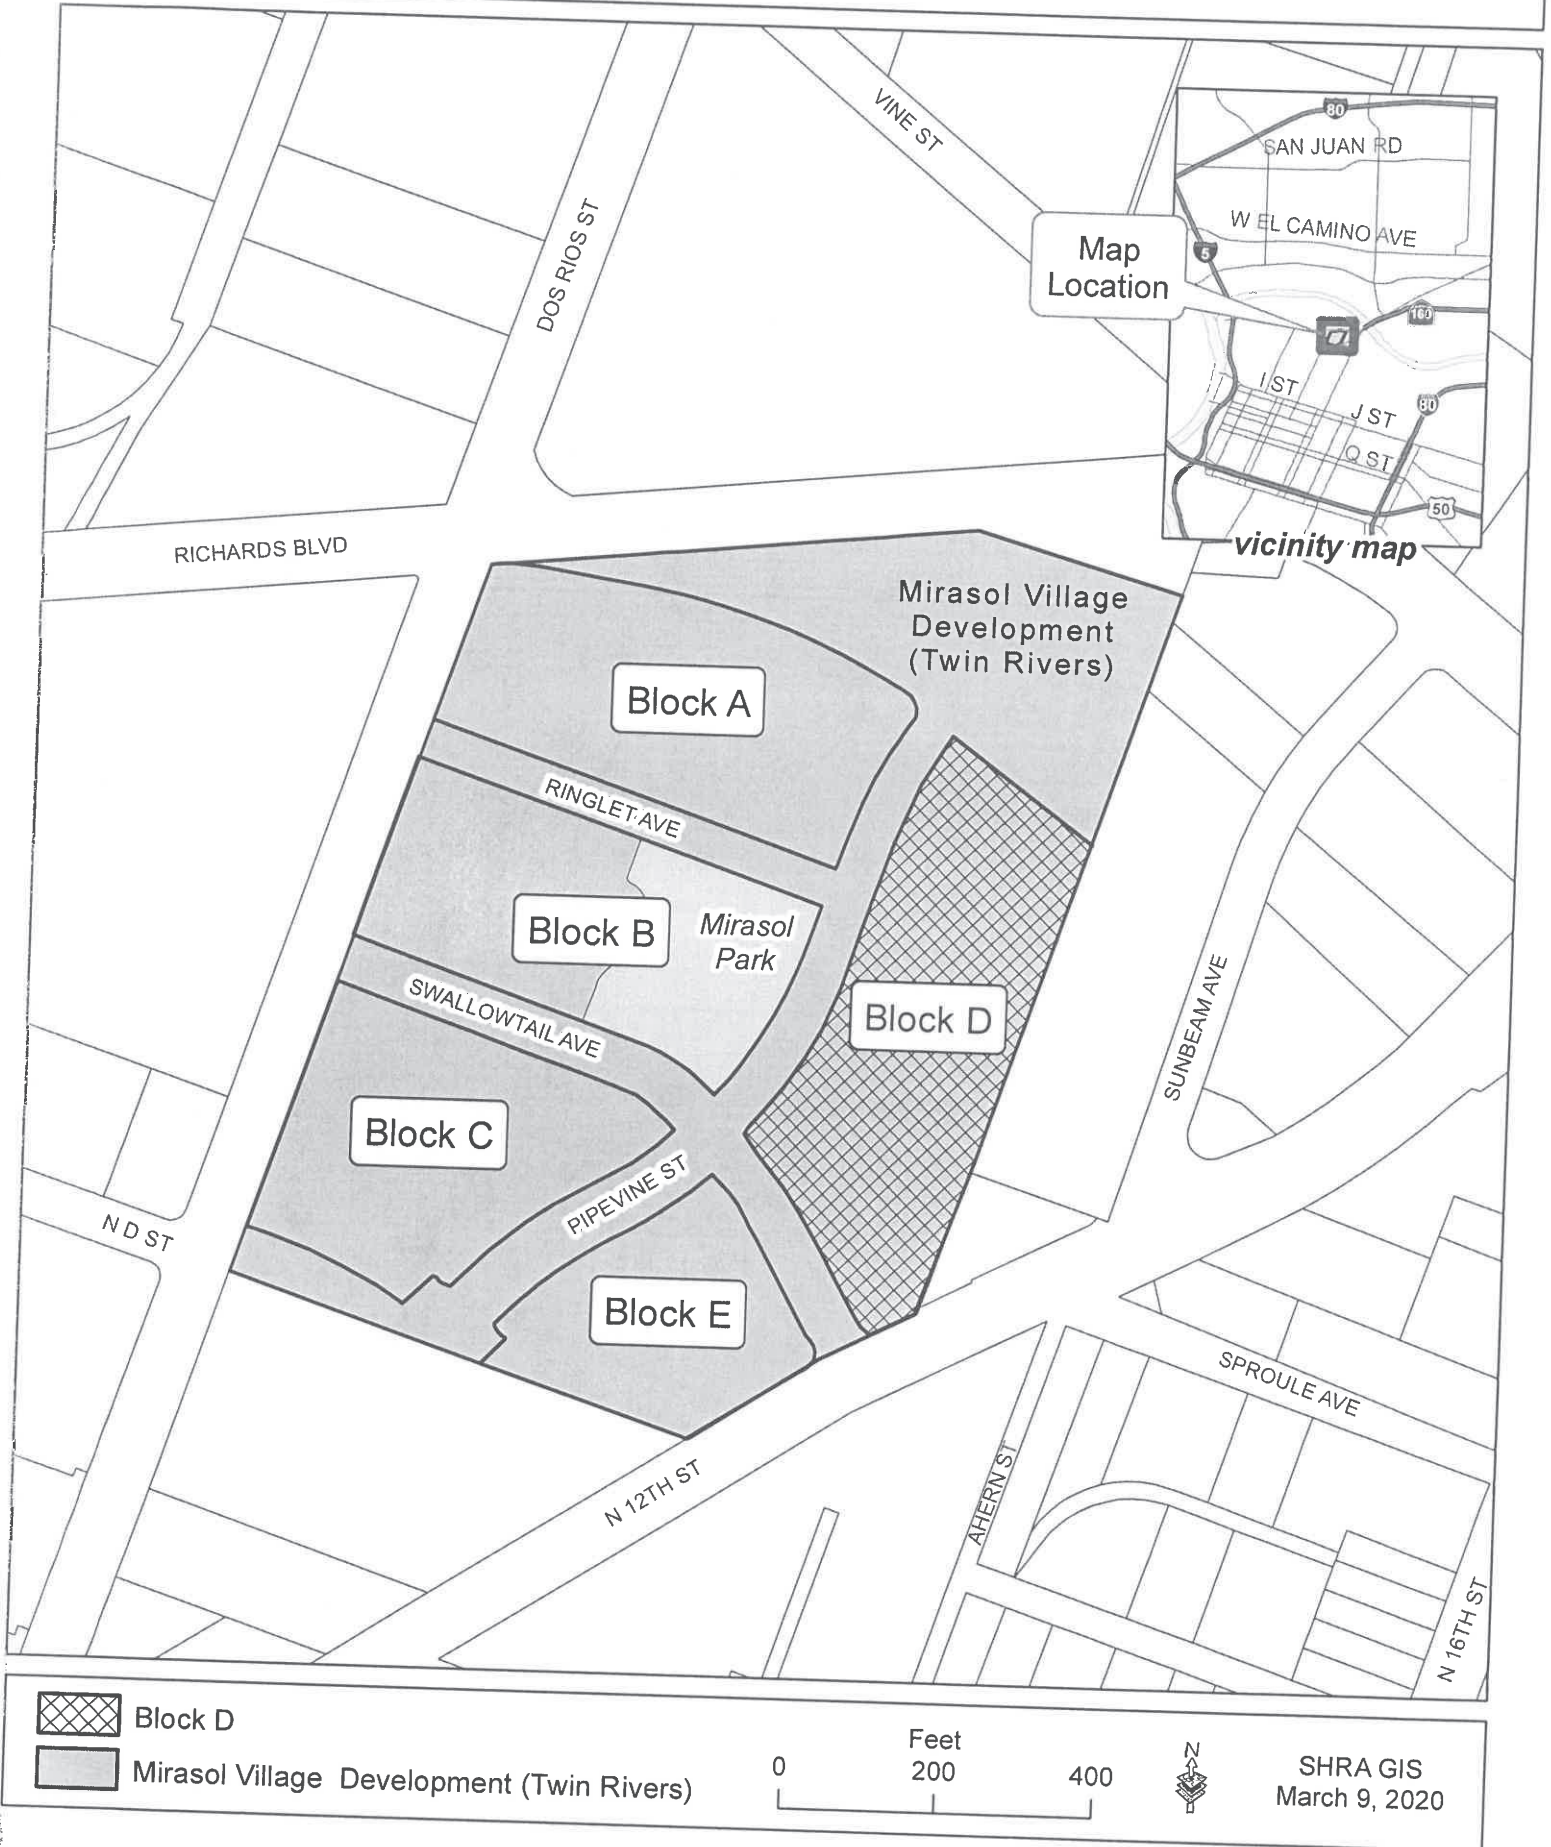 VINE ST
80
SAN JUAN RD
W EL CAMINO AVE
5
Map
Location
160
I ST
J ST
80
Q ST
50
vicinity map
DOS RIOS ST
RICHARDS BLVD
Mirasol Village
Development
(Twin Rivers)
Block A
RINGLET AVE
Block B
Mirasol
Park
SWALLOWTAIL AVE
Block D
SUNBEAM AVE
Block C
PIPEVINE ST
N D ST
Block E
SPROULE AVE
N 12TH ST
AHERN ST
N 16TH ST
Block D
Mirasol Village Development (Twin Rivers)
Feet
0 200 400
N
SHRA GIS
March 9, 2020